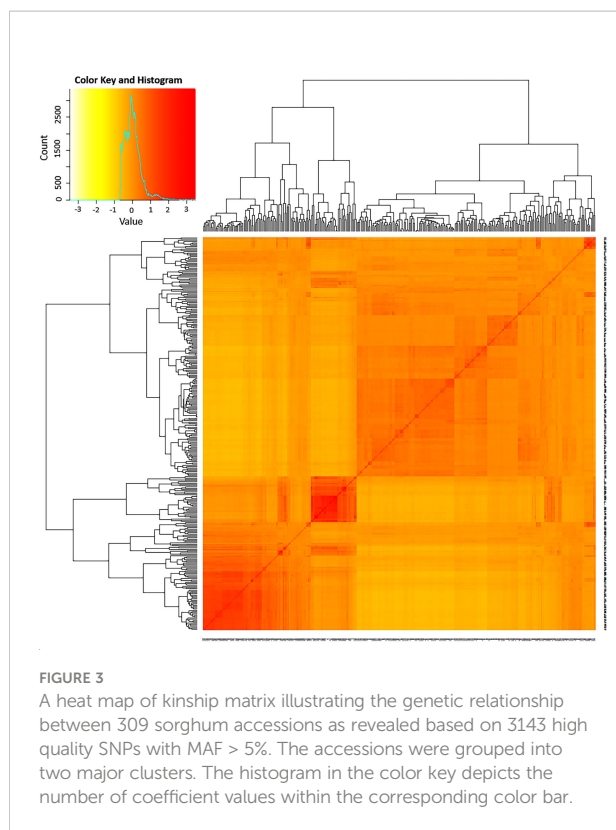 Color Key and Histogram
Count
0 500 1500 2500
-3 -2 -1 0 1 2 3
Value
FIGURE 3
A heat map of kinship matrix illustrating the genetic relationship
between 309 sorghum accessions as revealed based on 3143 high
quality SNPs with MAF > 5%. The accessions were grouped into
two major clusters. The histogram in the color key depicts the
number of coefficient values within the corresponding color bar.